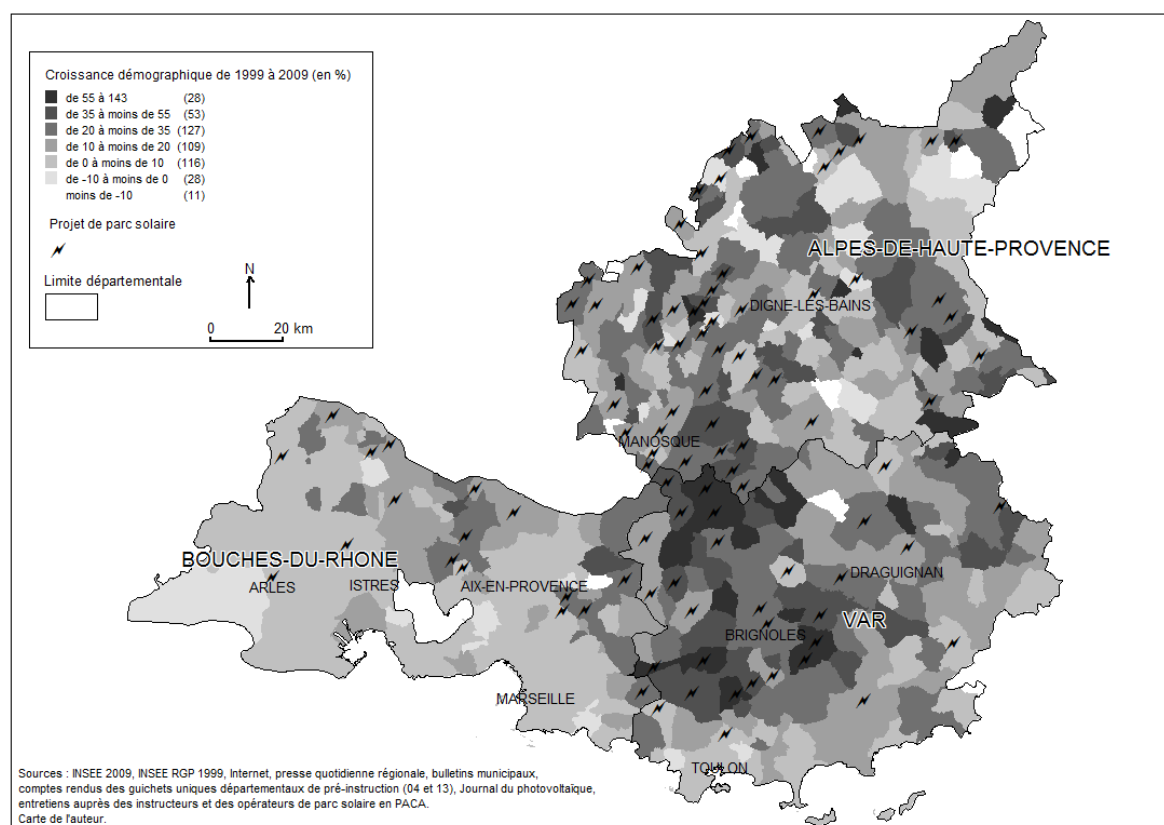 Croissance démographique de 1999 à 2009 (en %)
de 55 à 143 (28)
de 35 à moins de 55 (53)
de 20 à moins de 35 (127)
de 10 à moins de 20 (109)
de 0 à moins de 10 (116)
de -10 à moins de 0 (28)
moins de -10 (11)
Projet de parc solaire
Limite départementale
N
0 20 km
ALPES-DE-HAUTE-PROVENCE
DIGNE-LES-BAINS
MANOSQUE
BOUCHES-DU-RHONE
ARLES
ISTRES
AIX-EN-PROVENCE
DRAGUIGNAN
VAR
BRIGNOLES
MARSEILLE
TOULON
Sources : INSEE 2009, INSEE RGP 1999, Internet, presse quotidienne régionale, bulletins municipaux,
comptes rendus des guichets uniques départementaux de pré-instruction (04 et 13), Journal du photovoltaïque,
entretiens auprès des instructeurs et des opérateurs de parc solaire en PACA.
Carte de l'auteur.